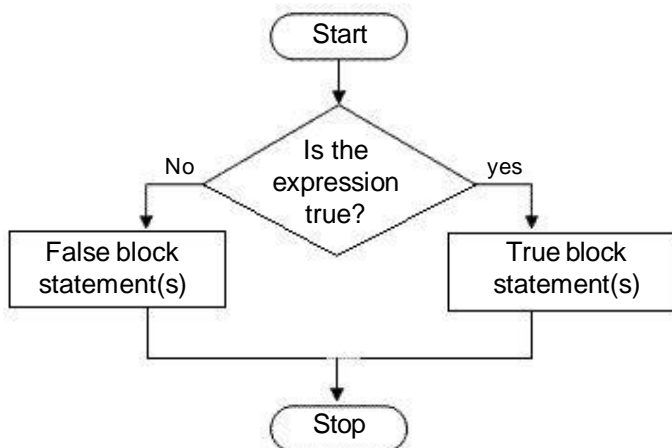 Start
Is the
expression
true?
No
yes
False block
statement(s)
True block
statement(s)
Stop